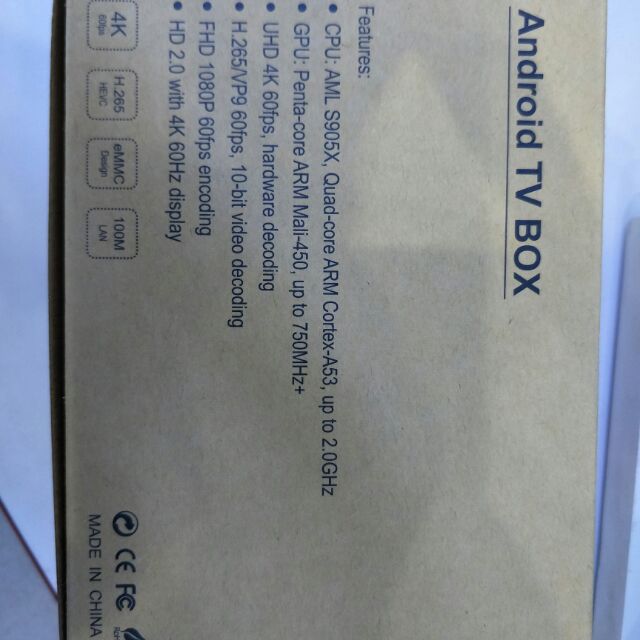 Android TV BOX
Features:
• CPU: AML S905X, Quad-core ARM Cortex-A53, up to 2.0GHz
• GPU: Penta-core ARM Mali-450, up to 750MHz+
• UHD 4K 60fps, hardware decoding
• H.265/VP9 60fps, 10-bit video decoding
• FHD 1080P 60fps encoding
• HD 2.0 with 4K 60Hz display
4K
60fps
H.265
HEVC
eMMC
Design
100M
LAN
CE FC
MADE IN CHINA